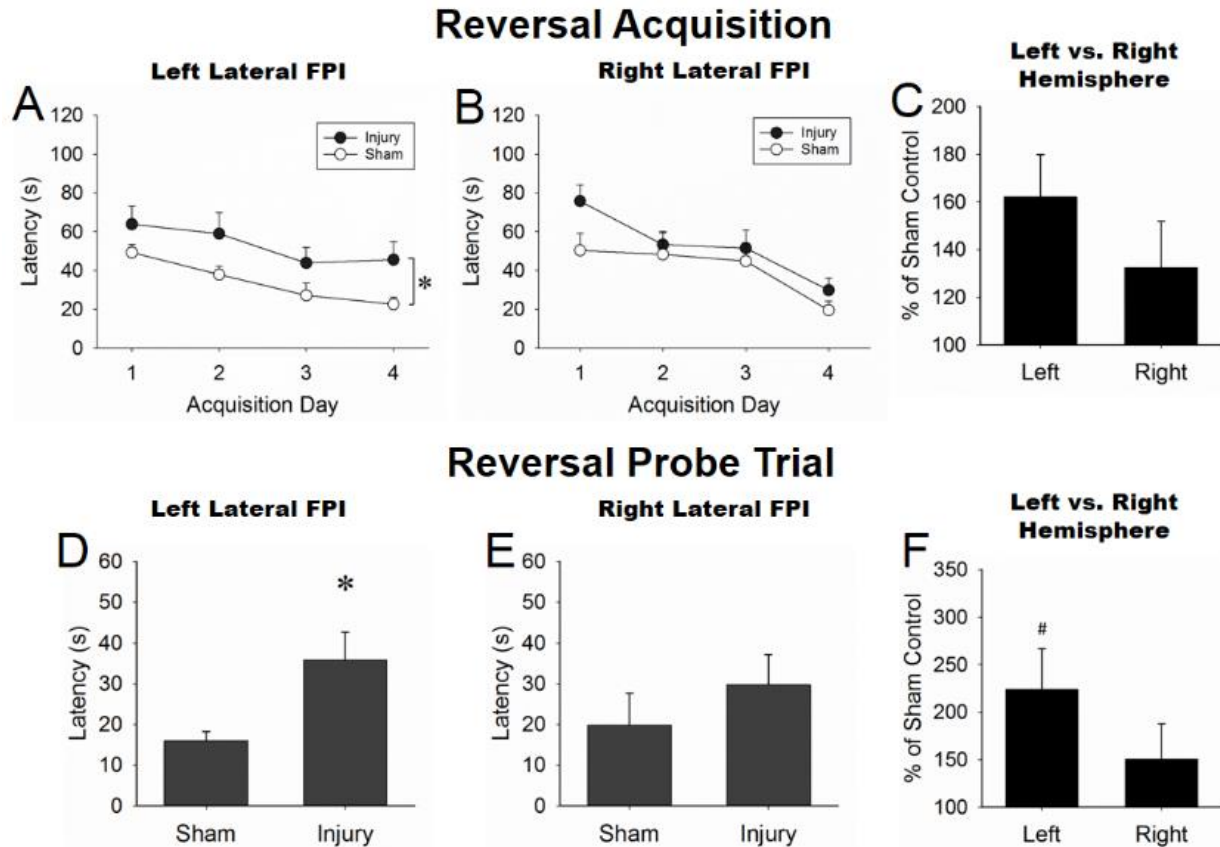 Reversal Acquisition
Left Lateral FPI
Right Lateral FPI
Left vs. Right
Hemisphere
A
120
100
80
60
40
20
0
Latency (s)
Injury
Sham
*
1 2 3 4
Acquisition Day
B
120
100
80
60
40
20
0
Latency (s)
Injury
Sham
1 2 3 4
Acquisition Day
C
200
180
160
140
120
100
% of Sham Control
Left Right
Reversal Probe Trial
Left Lateral FPI
Right Lateral FPI
Left vs. Right
Hemisphere
D
60
50
40
30
20
10
0
Latency (s)
*
Sham Injury
E
60
50
40
30
20
10
0
Latency (s)
Sham Injury
F
350
300
250
200
150
100
% of Sham Control
#
Left Right